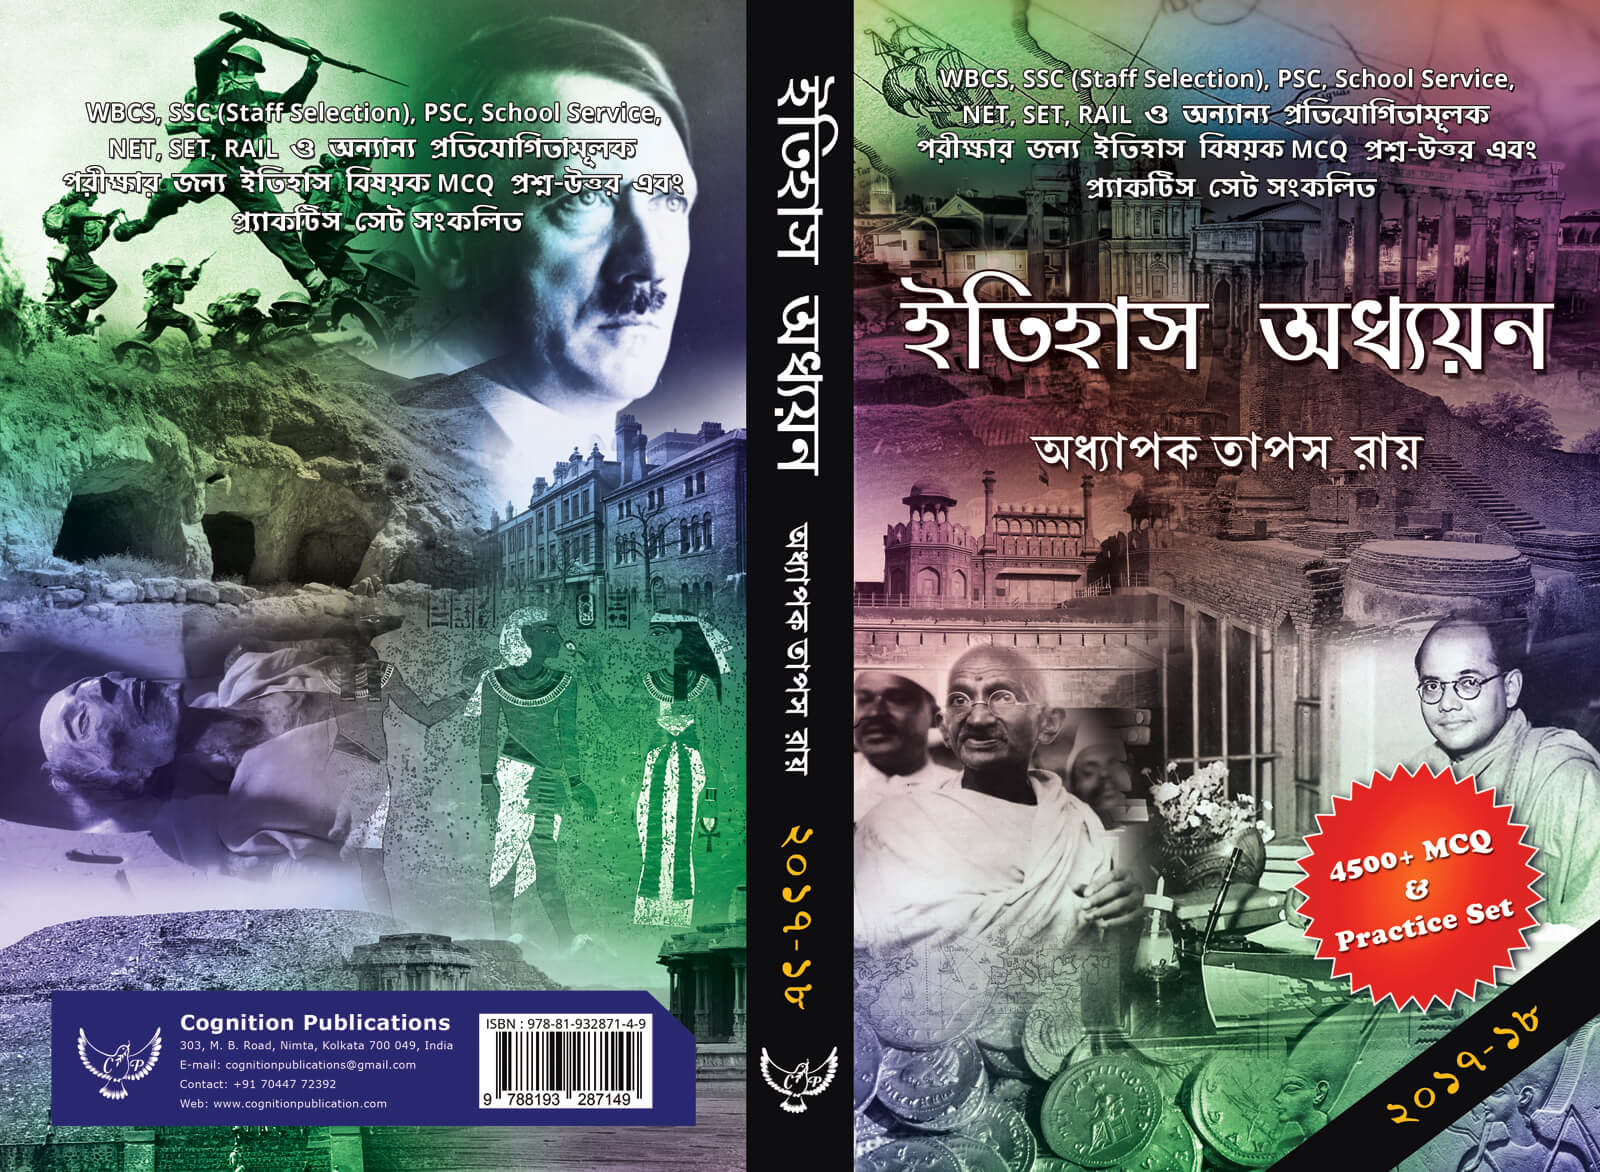 WBCS, SSC (Staff Selection), PSC, School Service,
NET, SET, RAIL ও অন্যান্য প্রতিযোগিতামূলক
পরীক্ষার জন্য ইতিহাস বিষয়ক MCQ প্রশ্ন-উত্তর এবং
প্র্যাকটিস সেট সংকলিত
Cognition Publications
303, M. B. Road, Nimta, Kolkata 700 049, India
E-mail: cognitionpublications@gmail.com
Contact: +91 70447 72392
Web: www.cognitionpublication.com
C P
ISBN : 978-81-932871-4-9
9 788193 287149
ইতিহাস অধ্যয়ন অধ্যাপক তাপস রায় ২০১৭-১৮
C P
WBCS, SSC (Staff Selection), PSC, School Service,
NET, SET, RAIL ও অন্যান্য প্রতিযোগিতামূলক
পরীক্ষার জন্য ইতিহাস বিষয়ক MCQ প্রশ্ন-উত্তর এবং
প্র্যাকটিস সেট সংকলিত
ইতিহাস অধ্যয়ন
অধ্যাপক তাপস রায়
4500+ MCQ
&
Practice Set
২০১৭-১৮